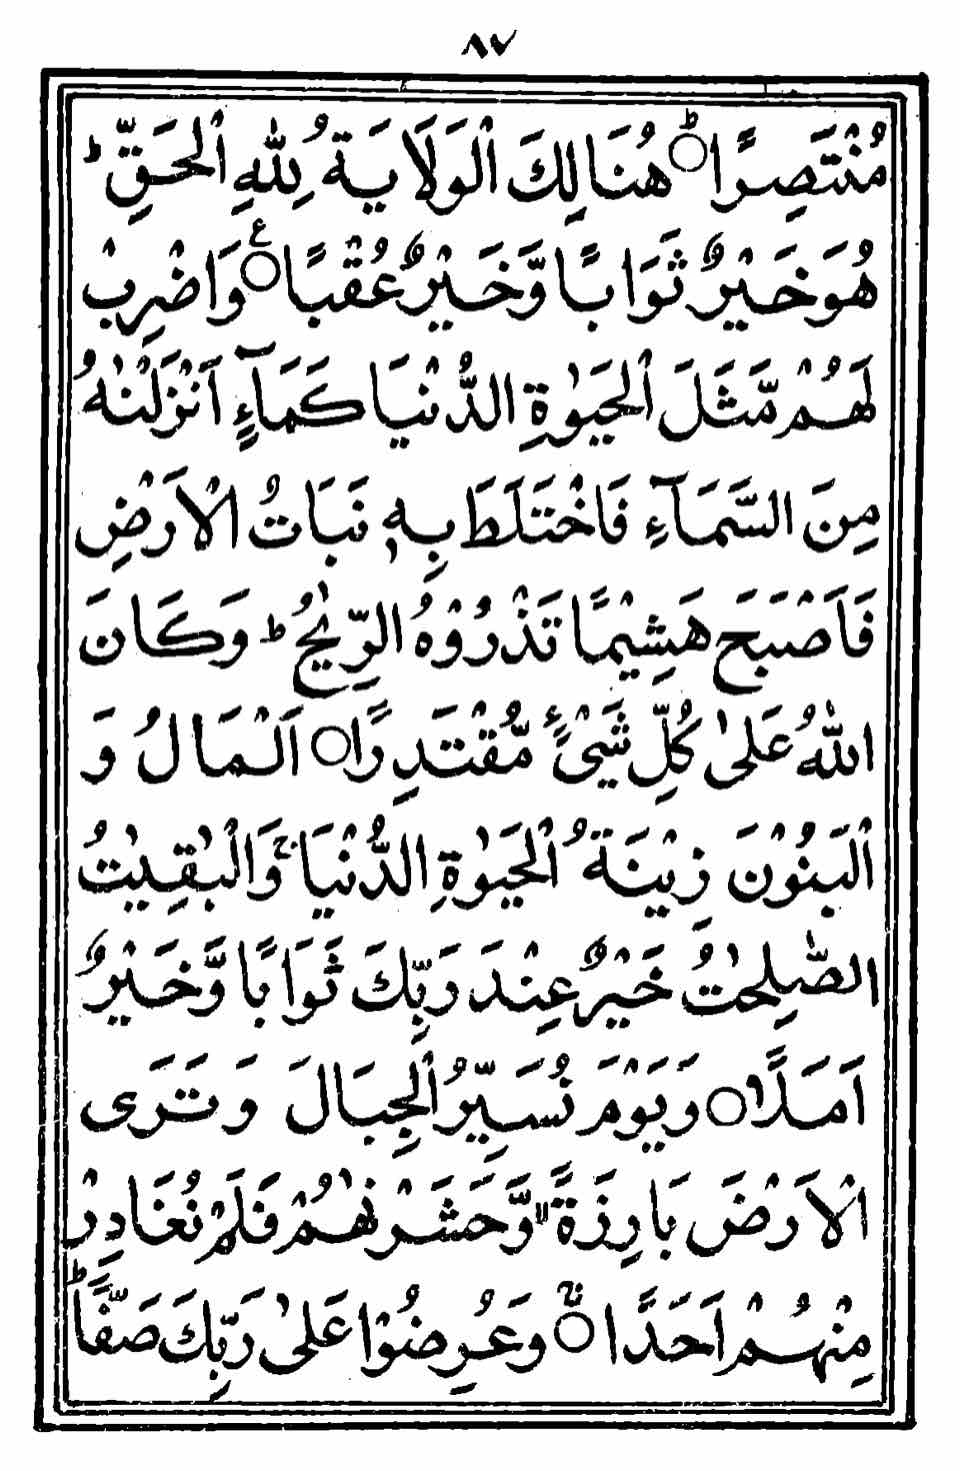 ٨٧
مُنْتَصِرًا ○ؕ هُنَالِكَ الْوَلَايَةُ لِلّٰهِ الْحَقِّ ؕ
هُوَ خَيْرٌ ثَوَابًا وَّخَيْرٌ عُقْبًا ○ع وَاضْرِبْ
لَهُمْ مَّثَلَ الْحَيٰوةِ الدُّنْيَا كَمَآءٍ اَنْزَلْنٰهُ
مِنَ السَّمَآءِ فَاخْتَلَطَ بِهٖ نَبَاتُ الْاَرْضِ
فَاَصْبَحَ هَشِيْمًا تَذْرُوْهُ الرِّيٰحُ ؕ وَكَانَ
اللّٰهُ عَلٰى كُلِّ شَىْءٍ مُّقْتَدِرًا ○ اَلْمَالُ وَ
الْبَنُوْنَ زِيْنَةُ الْحَيٰوةِ الدُّنْيَا ۚ وَالْبٰقِيٰتُ
الصّٰلِحٰتُ خَيْرٌ عِنْدَ رَبِّكَ ثَوَابًا وَّخَيْرٌ
اَمَلًا ○ وَيَوْمَ نُسَيِّرُ الْجِبَالَ وَتَرَى
الْاَرْضَ بَارِزَةً ۙ وَّحَشَرْنٰهُمْ فَلَمْ نُغَادِرْ
مِنْهُمْ اَحَدًا ○ۚ وَعُرِضُوْا عَلٰى رَبِّكَ صَفًّا ؕ